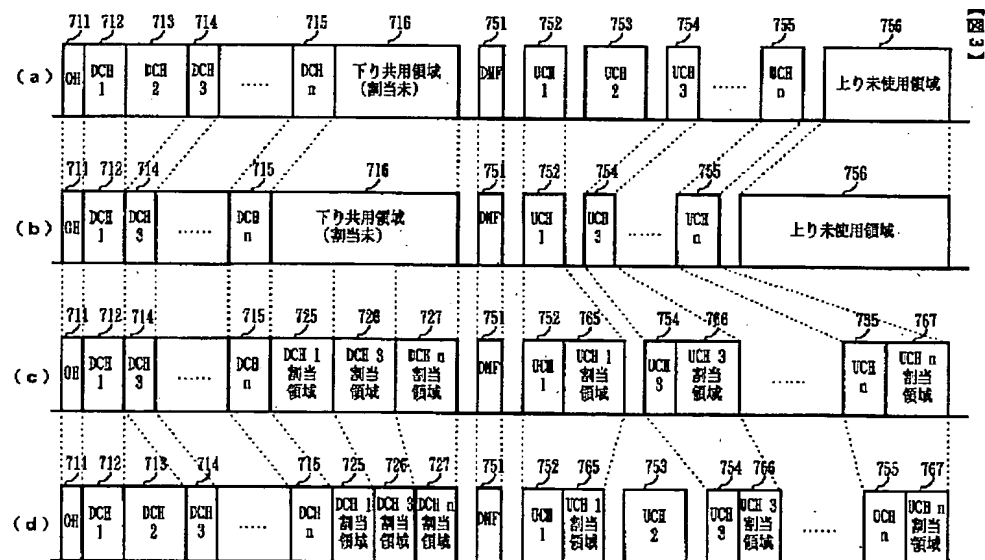 【図3】
711 712 713 714 715 716 751 752 753 754 755 756
(a) OH DCH 1 DCH 2 DCH 3 ...... DCH n 下り共用領域 (割当未) DMF UCH 1 UCH 2 UCH 3 ...... UCH n 上り未使用領域
711 712 714 715 716 751 752 754 755 756
(b) OH DCH 1 DCH 3 ...... DCH n 下り共用領域 (割当未) DMF UCH 1 UCH 3 ...... UCH n 上り未使用領域
711 712 714 715 725 726 727 751 752 765 754 766 755 767
(c) OH DCH 1 DCH 3 ...... DCH n DCH 1 割当領域 DCH 3 割当領域 DCH n 割当領域 DMF UCH 1 UCH 1 割当領域 UCH 3 UCH 3 割当領域 ...... UCH n UCH n 割当領域
711 712 713 714 715 725 726 727 751 752 765 753 754 766 755 767
(d) OH DCH 1 DCH 2 DCH 3 ...... DCH n DCH 1 割当領域 DCH 3 割当領域 DCH n 割当領域 DMF UCH 1 UCH 1 割当領域 UCH 2 UCH 3 UCH 3 割当領域 ...... UCH n UCH n 割当領域